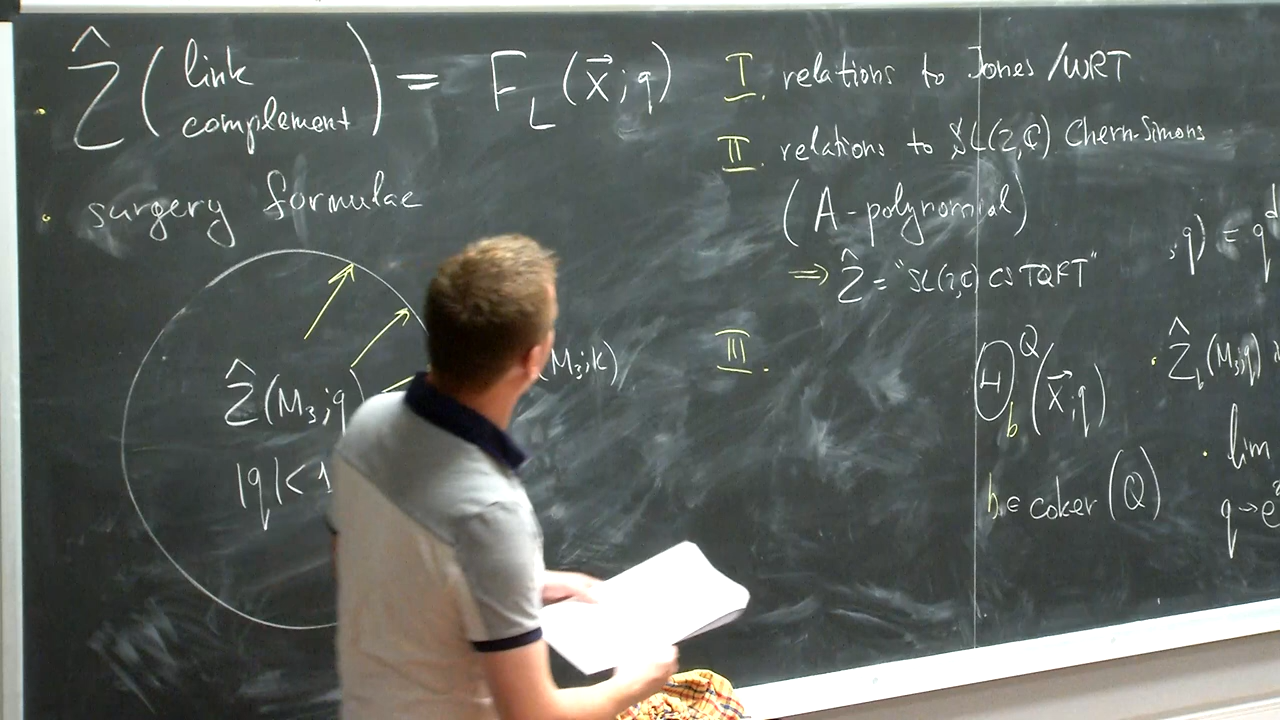 Ẑ ( link complement ) = F_L (x⃗; q)
• surgery formulae
Ẑ(M₃; q)
|q| < 1
(M₃; k)
I. relations to Jones / WRT
II. relations to SL(2,ℂ) Chern-Simons
(A-polynomial)
⇒ Ẑ = "SL(2,ℂ) CS TQFT"
III.
Θ_b^Q (x⃗; q)
b ∈ coker (Q)
; q) ∈ q
• Ẑ_b (M₃; q)
• lim
q → e